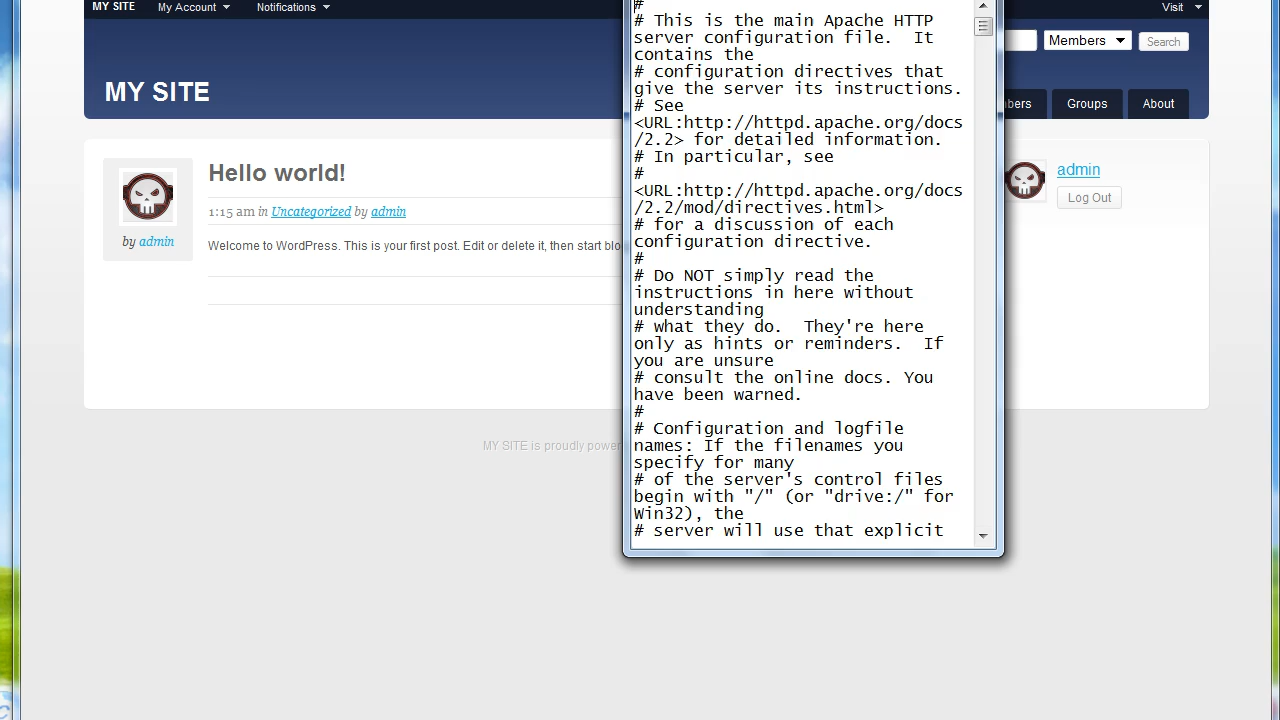 MY SITE My Account Notifications Visit
Members Search
MY SITE
Groups About
Hello world!
1:15 am in Uncategorized by admin
by admin
Welcome to WordPress. This is your first post. Edit or delete it, then start
admin
Log Out
MY SITE is proudly
#
# This is the main Apache HTTP
server configuration file.  It
contains the
# configuration directives that
give the server its instructions.
# See
<URL:http://httpd.apache.org/docs
/2.2> for detailed information.
# In particular, see
#
<URL:http://httpd.apache.org/docs
/2.2/mod/directives.html>
# for a discussion of each
configuration directive.
#
# Do NOT simply read the
instructions in here without
understanding
# what they do.  They're here
only as hints or reminders.  If
you are unsure
# consult the online docs. You
have been warned.
#
# Configuration and logfile
names: If the filenames you
specify for many
# of the server's control files
begin with "/" (or "drive:/" for
Win32), the
# server will use that explicit